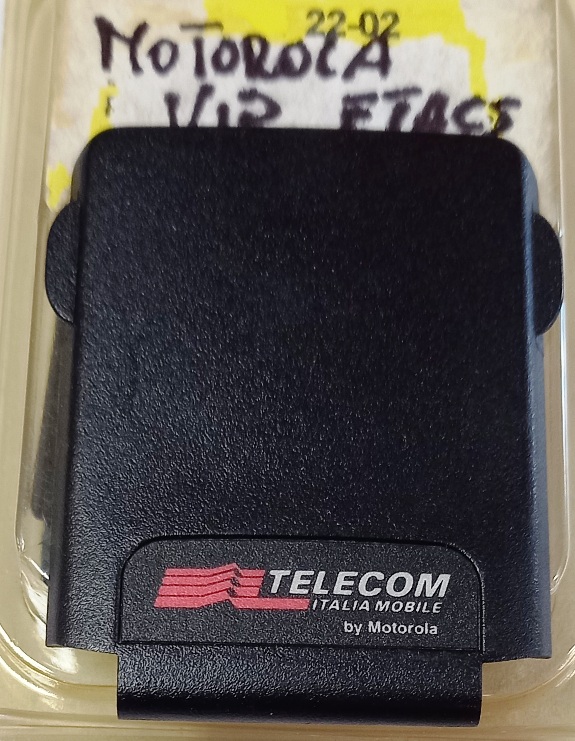 22-02
MOTOROLA
VIP ETACS
TELECOM
ITALIA MOBILE
by Motorola